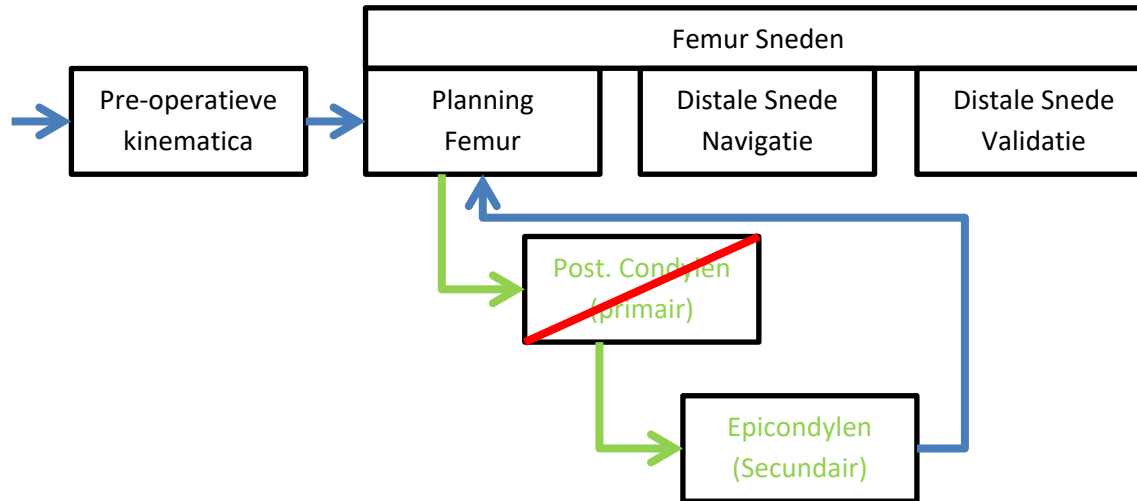 Femur Sneden
Pre-operatieve
kinematica
Planning
Femur
Distale Snede
Navigatie
Distale Snede
Validatie
Post. Condylen
(primair)
Epicondylen
(Secundair)